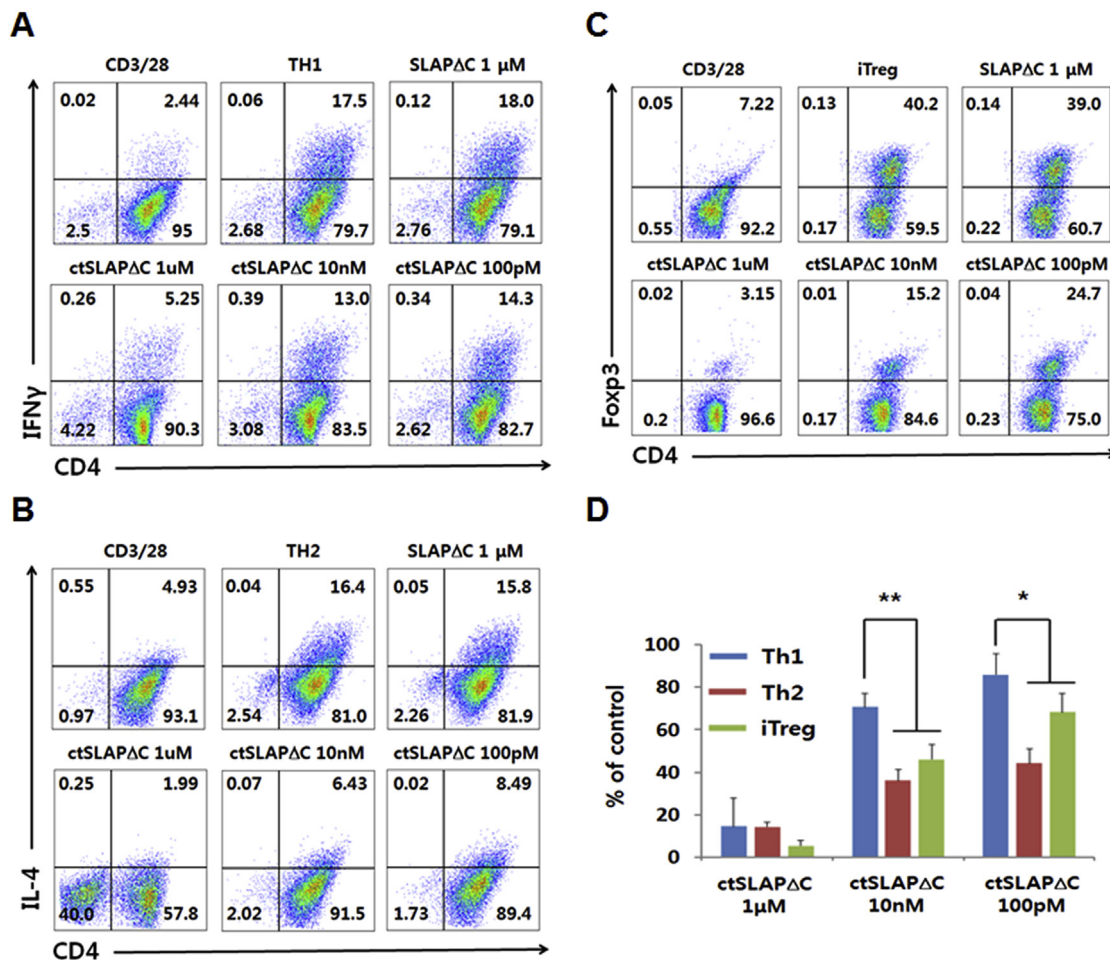 A
CD3/28 TH1 SLAPΔC 1 μM
0.02 2.44 0.06 17.5 0.12 18.0
2.5 95 2.68 79.7 2.76 79.1
ctSLAPΔC 1uM ctSLAPΔC 10nM ctSLAPΔC 100pM
0.26 5.25 0.39 13.0 0.34 14.3
4.22 90.3 3.08 83.5 2.62 82.7
IFNγ
CD4
C
CD3/28 iTreg SLAPΔC 1 μM
0.05 7.22 0.13 40.2 0.14 39.0
0.55 92.2 0.17 59.5 0.22 60.7
ctSLAPΔC 1uM ctSLAPΔC 10nM ctSLAPΔC 100pM
0.02 3.15 0.01 15.2 0.04 24.7
0.2 96.6 0.17 84.6 0.23 75.0
Foxp3
CD4
B
CD3/28 TH2 SLAPΔC 1 μM
0.55 4.93 0.04 16.4 0.05 15.8
0.97 93.1 2.54 81.0 2.26 81.9
ctSLAPΔC 1uM ctSLAPΔC 10nM ctSLAPΔC 100pM
0.25 1.99 0.07 6.43 0.02 8.49
40.0 57.8 2.02 91.5 1.73 89.4
IL-4
CD4
D
** *
% of control
100
80
60
40
20
0
Th1
Th2
iTreg
ctSLAPΔC ctSLAPΔC ctSLAPΔC
1μM 10nM 100pM